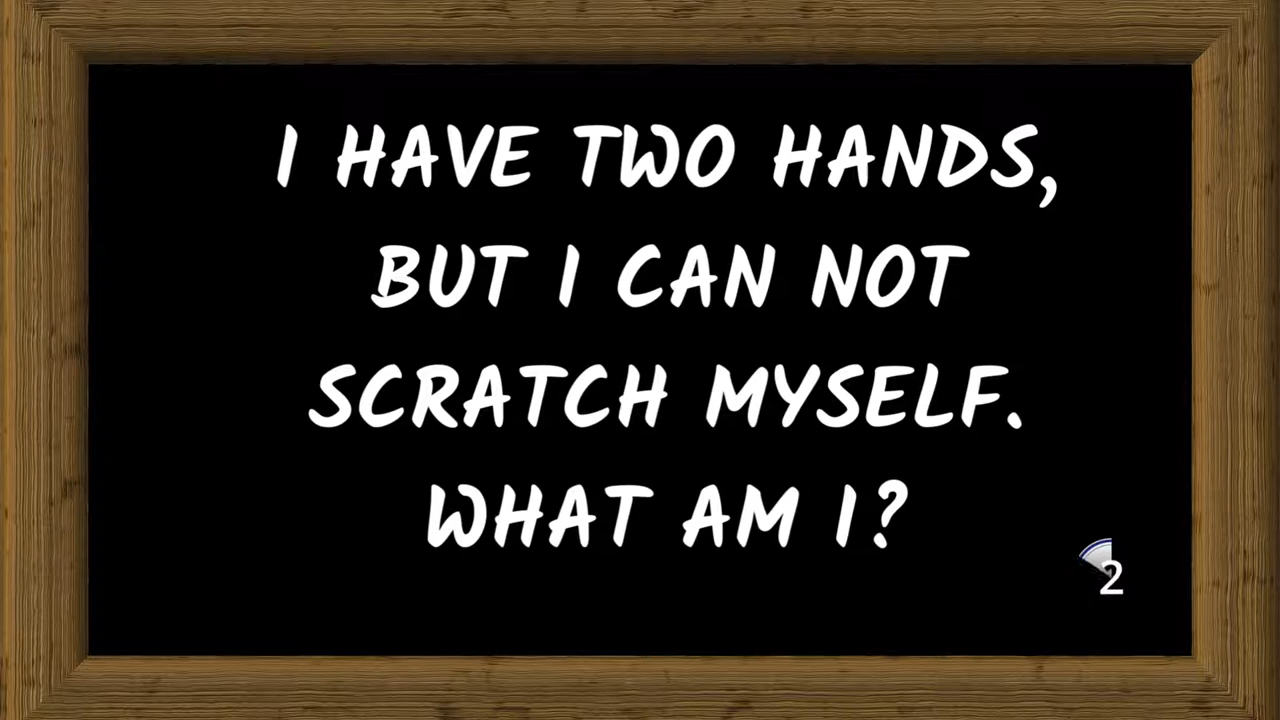 I HAVE TWO HANDS,
BUT I CAN NOT
SCRATCH MYSELF.
WHAT AM I?
2